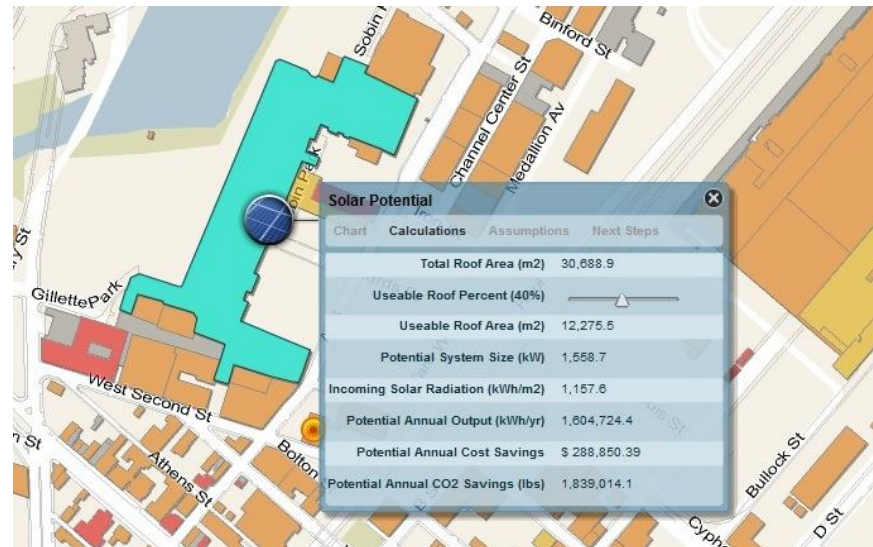 Binford St
Channel Center St
Medallion Av
Solar Potential
Chart Calculations Assumptions Next Steps
Total Roof Area (m2) 30,688.9
Useable Roof Percent (40%)
Useable Roof Area (m2) 12,275.5
Potential System Size (kW) 1,558.7
Incoming Solar Radiation (kWh/m2) 1,157.6
Potential Annual Output (kWh/yr) 1,604,724.4
Potential Annual Cost Savings $ 288,850.39
Potential Annual CO2 Savings (lbs) 1,839,014.1
GillettePark
West Second St
Athens St
Bolton
Bullock St
D St